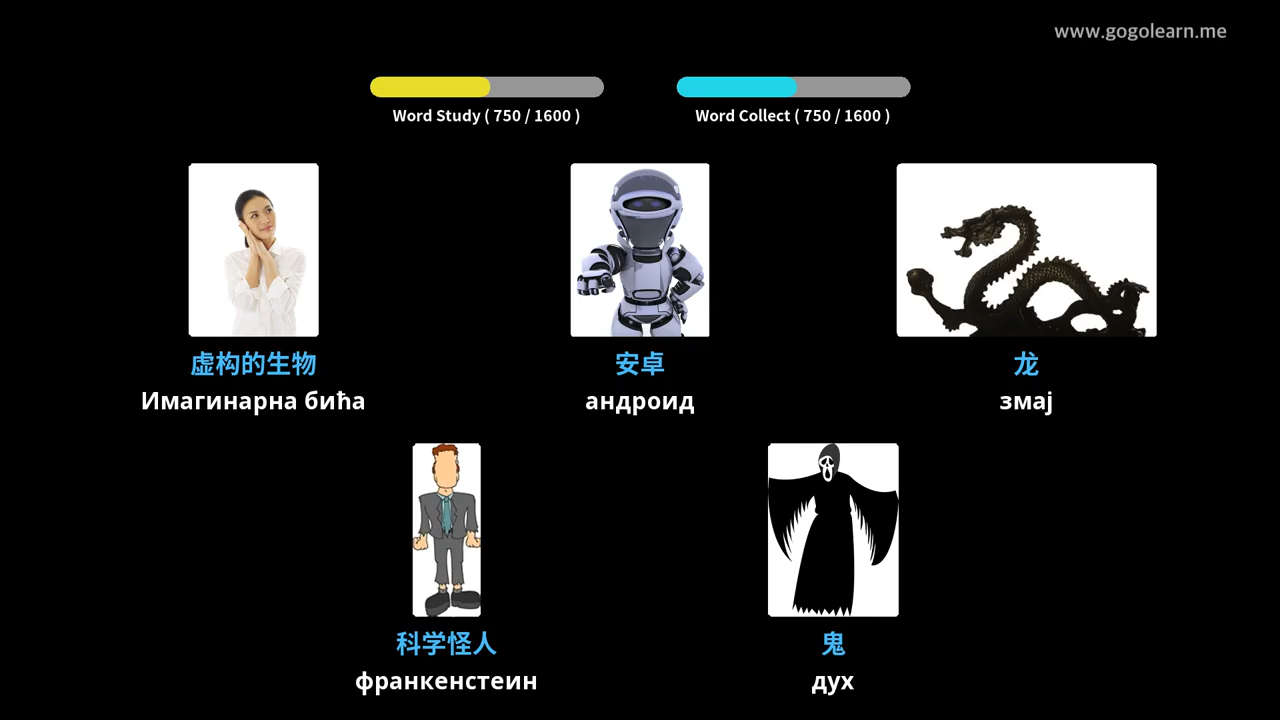 www.gogolearn.me
Word Study ( 750 / 1600 )
Word Collect ( 750 / 1600 )
虚构的生物
Имагинарна бића
安卓
андроид
龙
змај
科学怪人
франкенстеин
鬼
дух